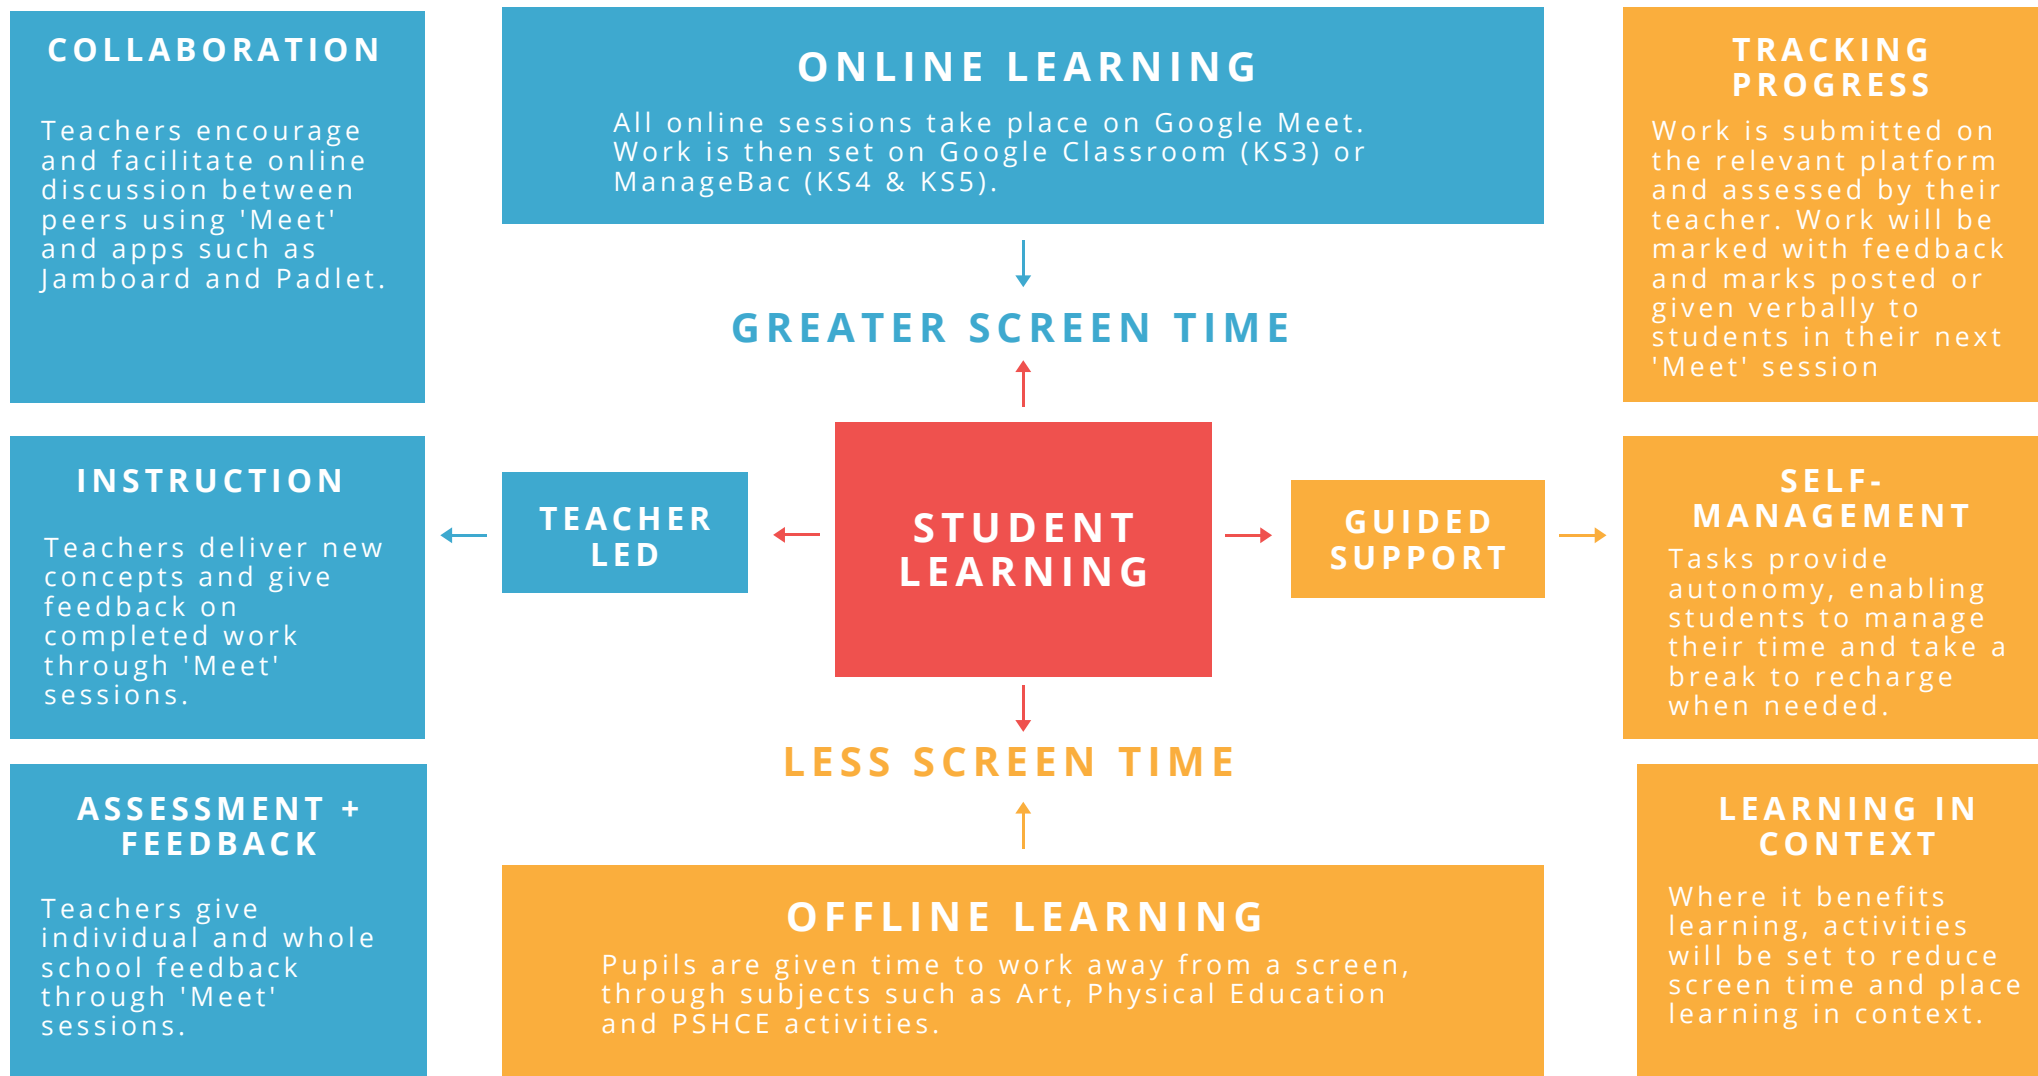 COLLABORATION
Teachers encourage
and facilitate online
discussion between
peers using 'Meet'
and apps such as
Jamboard and Padlet.
ONLINE LEARNING
All online sessions take place on Google Meet.
Work is then set on Google Classroom (KS3) or
ManageBac (KS4 & KS5).
TRACKING
PROGRESS
Work is submitted on
the relevant platform
and assessed by their
teacher. Work will be
marked with feedback
and marks posted or
given verbally to
students in their next
'Meet' session
GREATER SCREEN TIME
INSTRUCTION
Teachers deliver new
concepts and give
feedback on
completed work
through 'Meet'
sessions.
TEACHER
LED
STUDENT
LEARNING
GUIDED
SUPPORT
SELF-
MANAGEMENT
Tasks provide
autonomy, enabling
students to manage
their time and take a
break to recharge
when needed.
LESS SCREEN TIME
ASSESSMENT +
FEEDBACK
Teachers give
individual and whole
school feedback
through 'Meet'
sessions.
OFFLINE LEARNING
Pupils are given time to work away from a screen,
through subjects such as Art, Physical Education
and PSHCE activities.
LEARNING IN
CONTEXT
Where it benefits
learning, activities
will be set to reduce
screen time and place
learning in context.